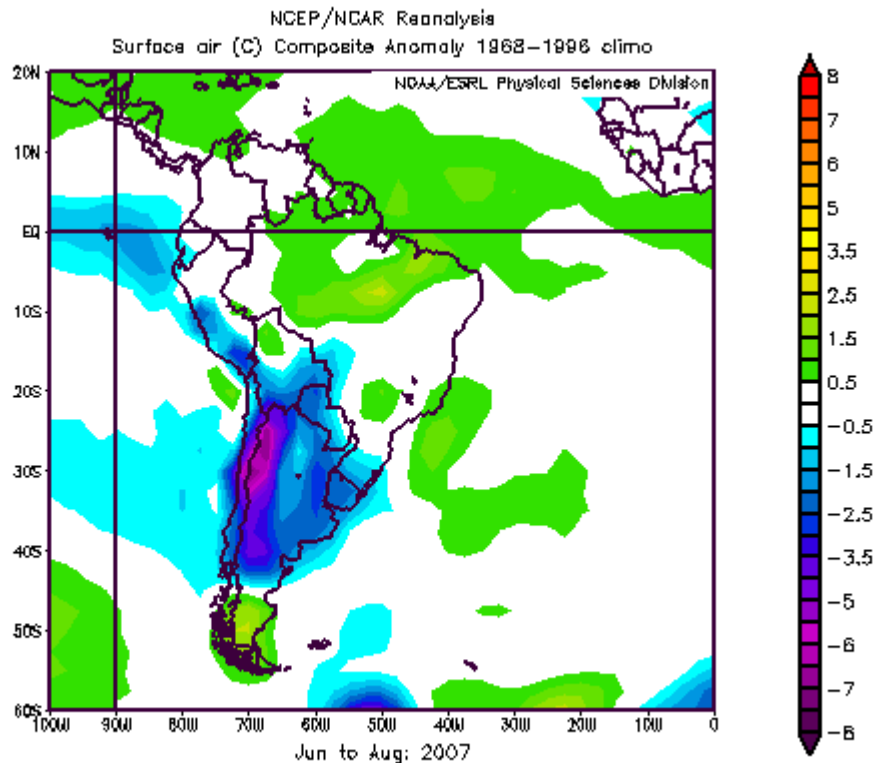 NCEP/NCAR Reanalysis
Surface air (C) Composite Anomaly 1968-1996 climo
NOAA/ESRL Physical Sciences Division
20N
10N
EQ
10S
20S
30S
40S
50S
60S
100W 90W 80W 70W 60W 50W 40W 30W 20W 10W 0
Jun to Aug: 2007
8
7
6
5
3.5
2.5
1.5
0.5
-0.5
-1.5
-2.5
-3.5
-5
-6
-7
-8